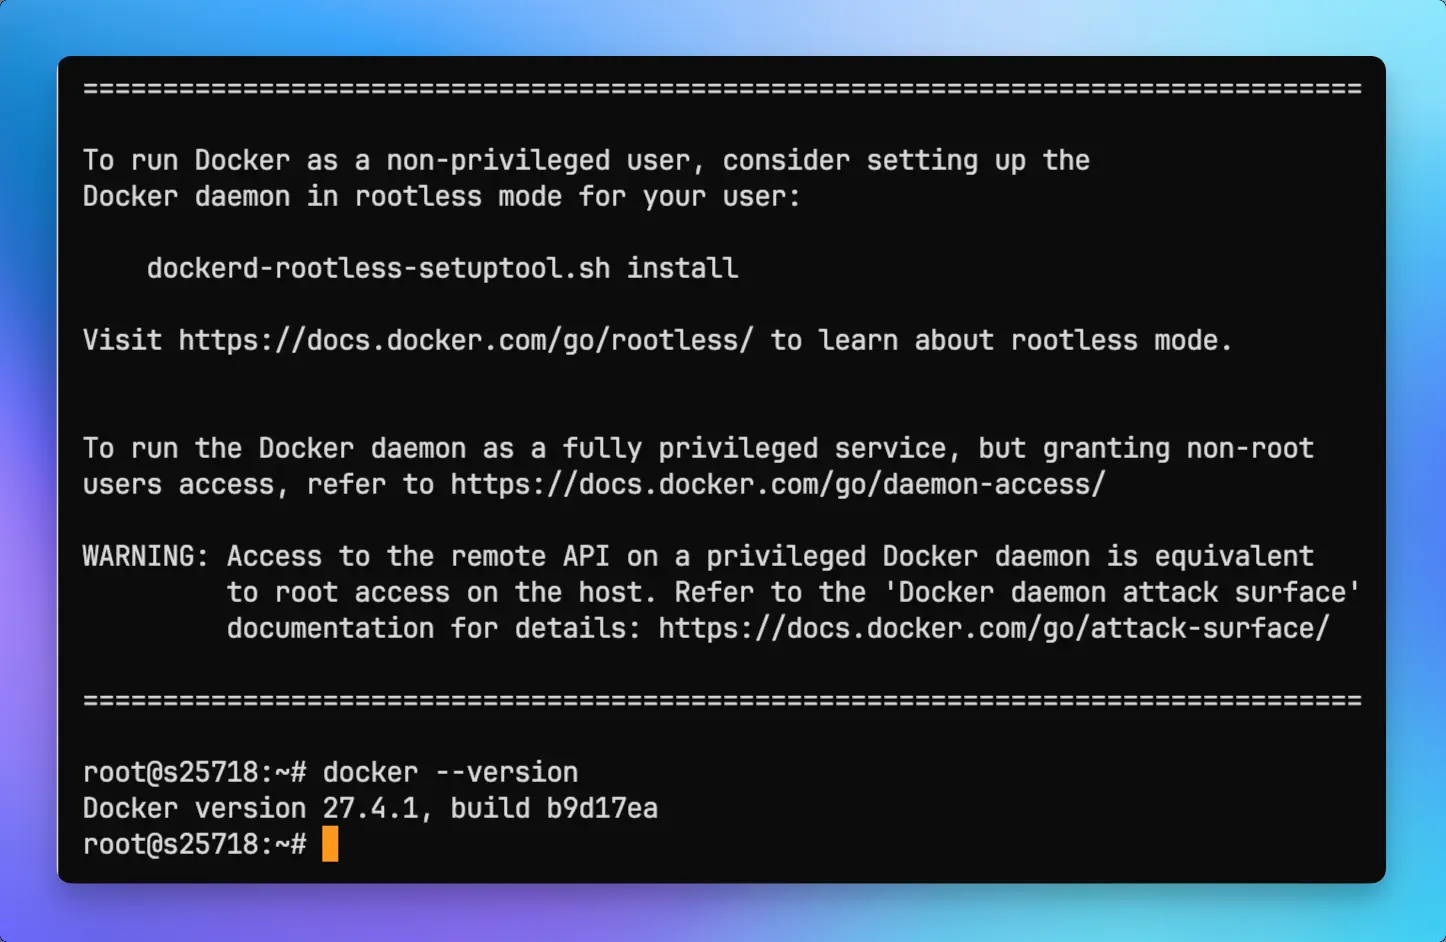 ================================================================================
To run Docker as a non-privileged user, consider setting up the
Docker daemon in rootless mode for your user:
dockerd-rootless-setuptool.sh install
Visit https://docs.docker.com/go/rootless/ to learn about rootless mode.
To run the Docker daemon as a fully privileged service, but granting non-root
users access, refer to https://docs.docker.com/go/daemon-access/
WARNING: Access to the remote API on a privileged Docker daemon is equivalent
to root access on the host. Refer to the 'Docker daemon attack surface'
documentation for details: https://docs.docker.com/go/attack-surface/
================================================================================
root@s25718:~# docker --version
Docker version 27.4.1, build b9d17ea
root@s25718:~#